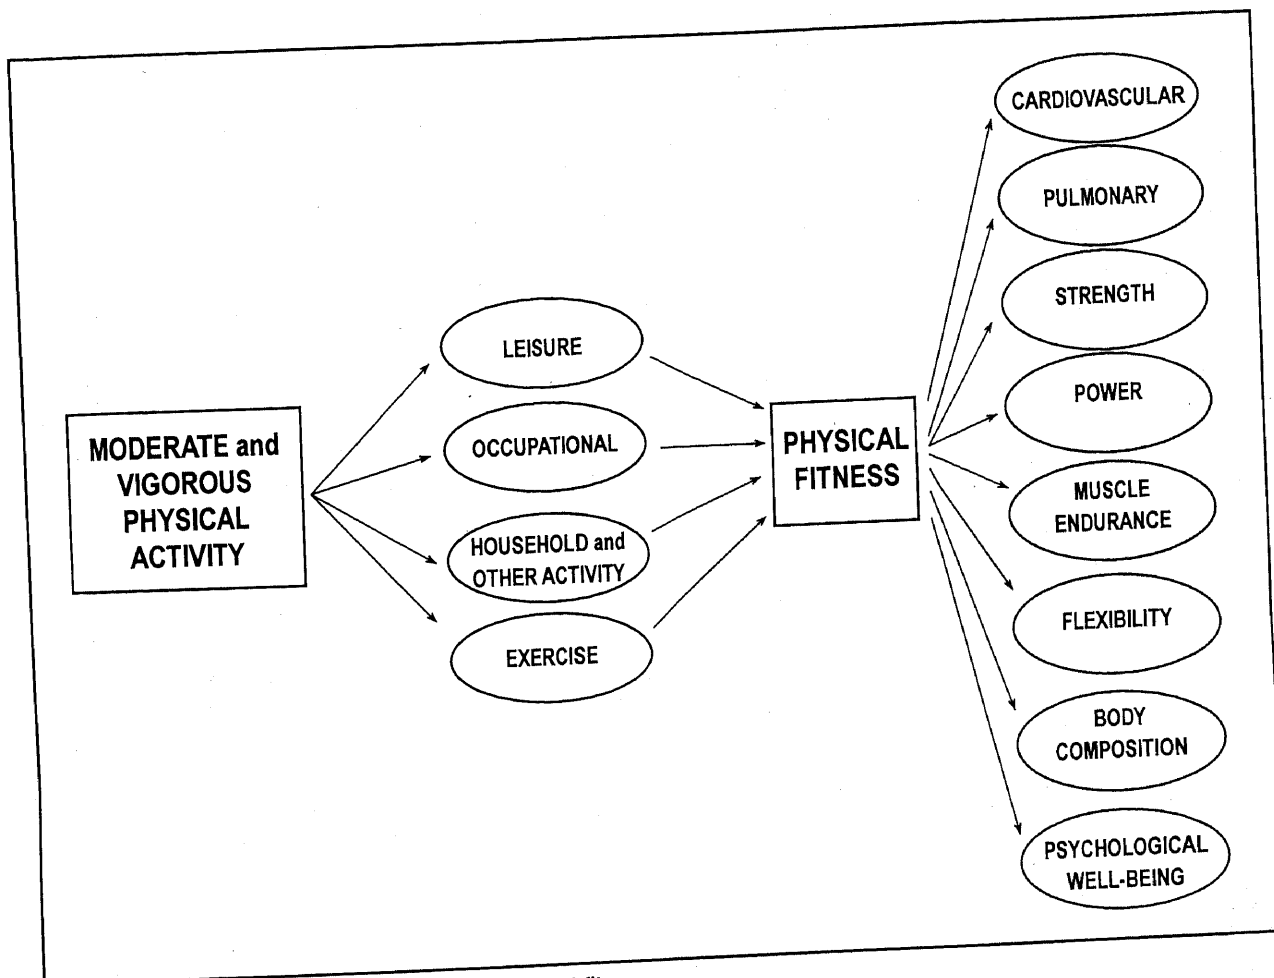 MODERATE and
VIGOROUS
PHYSICAL
ACTIVITY
LEISURE
OCCUPATIONAL
HOUSEHOLD and
OTHER ACTIVITY
EXERCISE
PHYSICAL
FITNESS
CARDIOVASCULAR
PULMONARY
STRENGTH
POWER
MUSCLE
ENDURANCE
FLEXIBILITY
BODY
COMPOSITION
PSYCHOLOGICAL
WELL-BEING